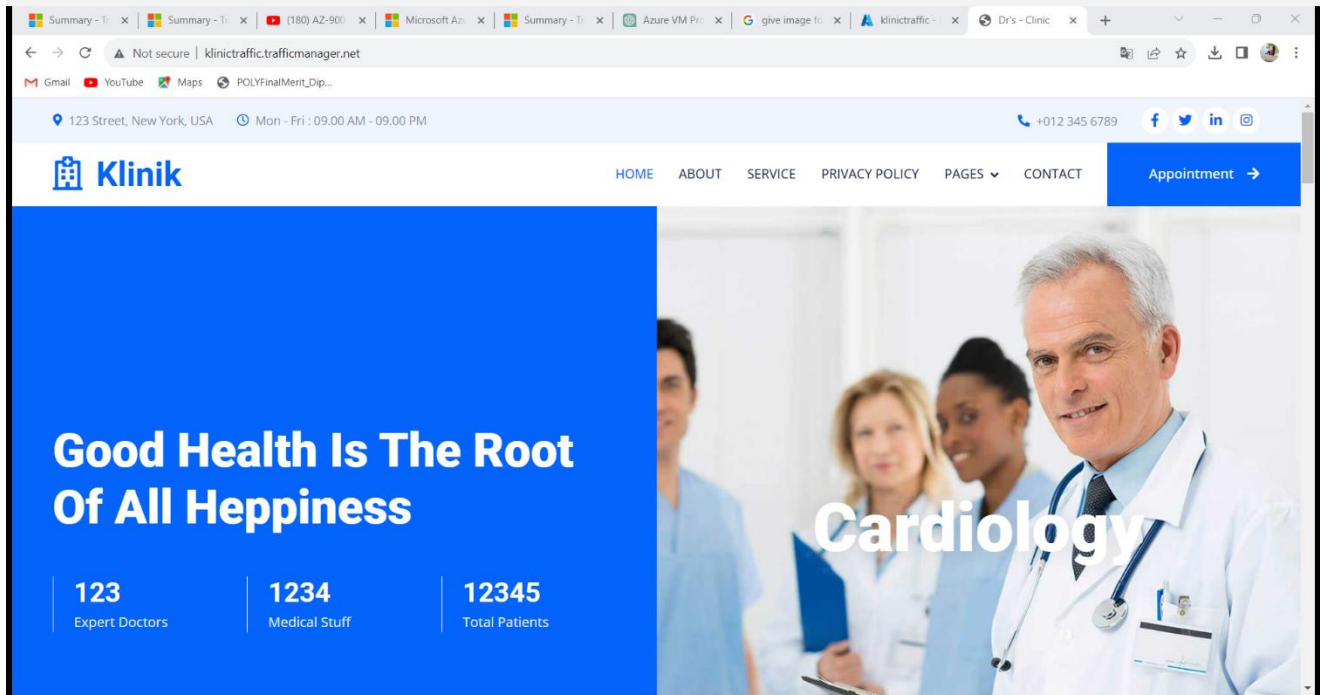 Summary - Tr
Summary - Tr
(180) AZ-900
Microsoft Azu
Summary - Tr
Azure VM Pro
give image fo
klinictraffic -
Dr's - Clinic
Not secure | klinictraffic.trafficmanager.net
Gmail YouTube Maps POLYFinalMerit_Dip...
123 Street, New York, USA Mon - Fri : 09.00 AM - 09.00 PM +012 345 6789
Klinik
HOME ABOUT SERVICE PRIVACY POLICY PAGES CONTACT Appointment
Good Health Is The Root
Of All Heppiness
Cardiology
123 1234 12345
Expert Doctors Medical Stuff Total Patients